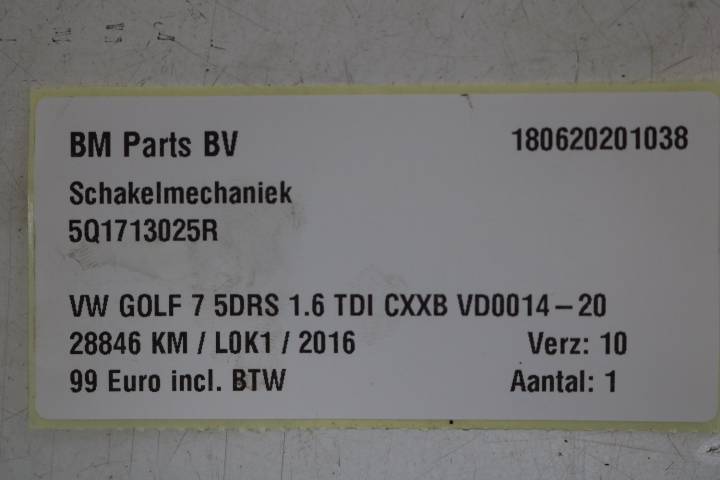 BM Parts BV 180620201038
Schakelmechaniek
5Q1713025R
VW GOLF 7 5DRS 1.6 TDI CXXB VD0014-20
28846 KM / L0K1 / 2016 Verz: 10
99 Euro incl. BTW Aantal: 1